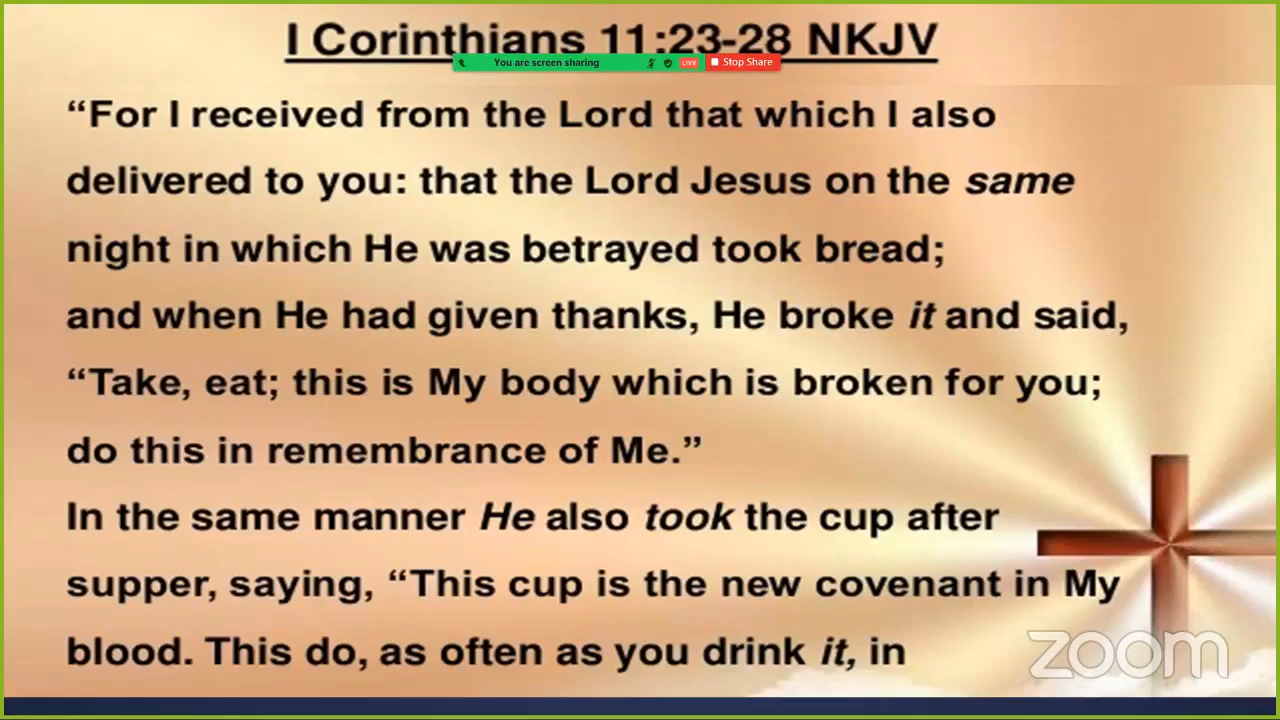 I Corinthians 11:23-28 NKJV
You are screen sharing LIVE Stop Share
“For I received from the Lord that which I also
delivered to you: that the Lord Jesus on the same
night in which He was betrayed took bread;
and when He had given thanks, He broke it and said,
“Take, eat; this is My body which is broken for you;
do this in remembrance of Me.”
In the same manner He also took the cup after
supper, saying, “This cup is the new covenant in My
blood. This do, as often as you drink it, in
zoom